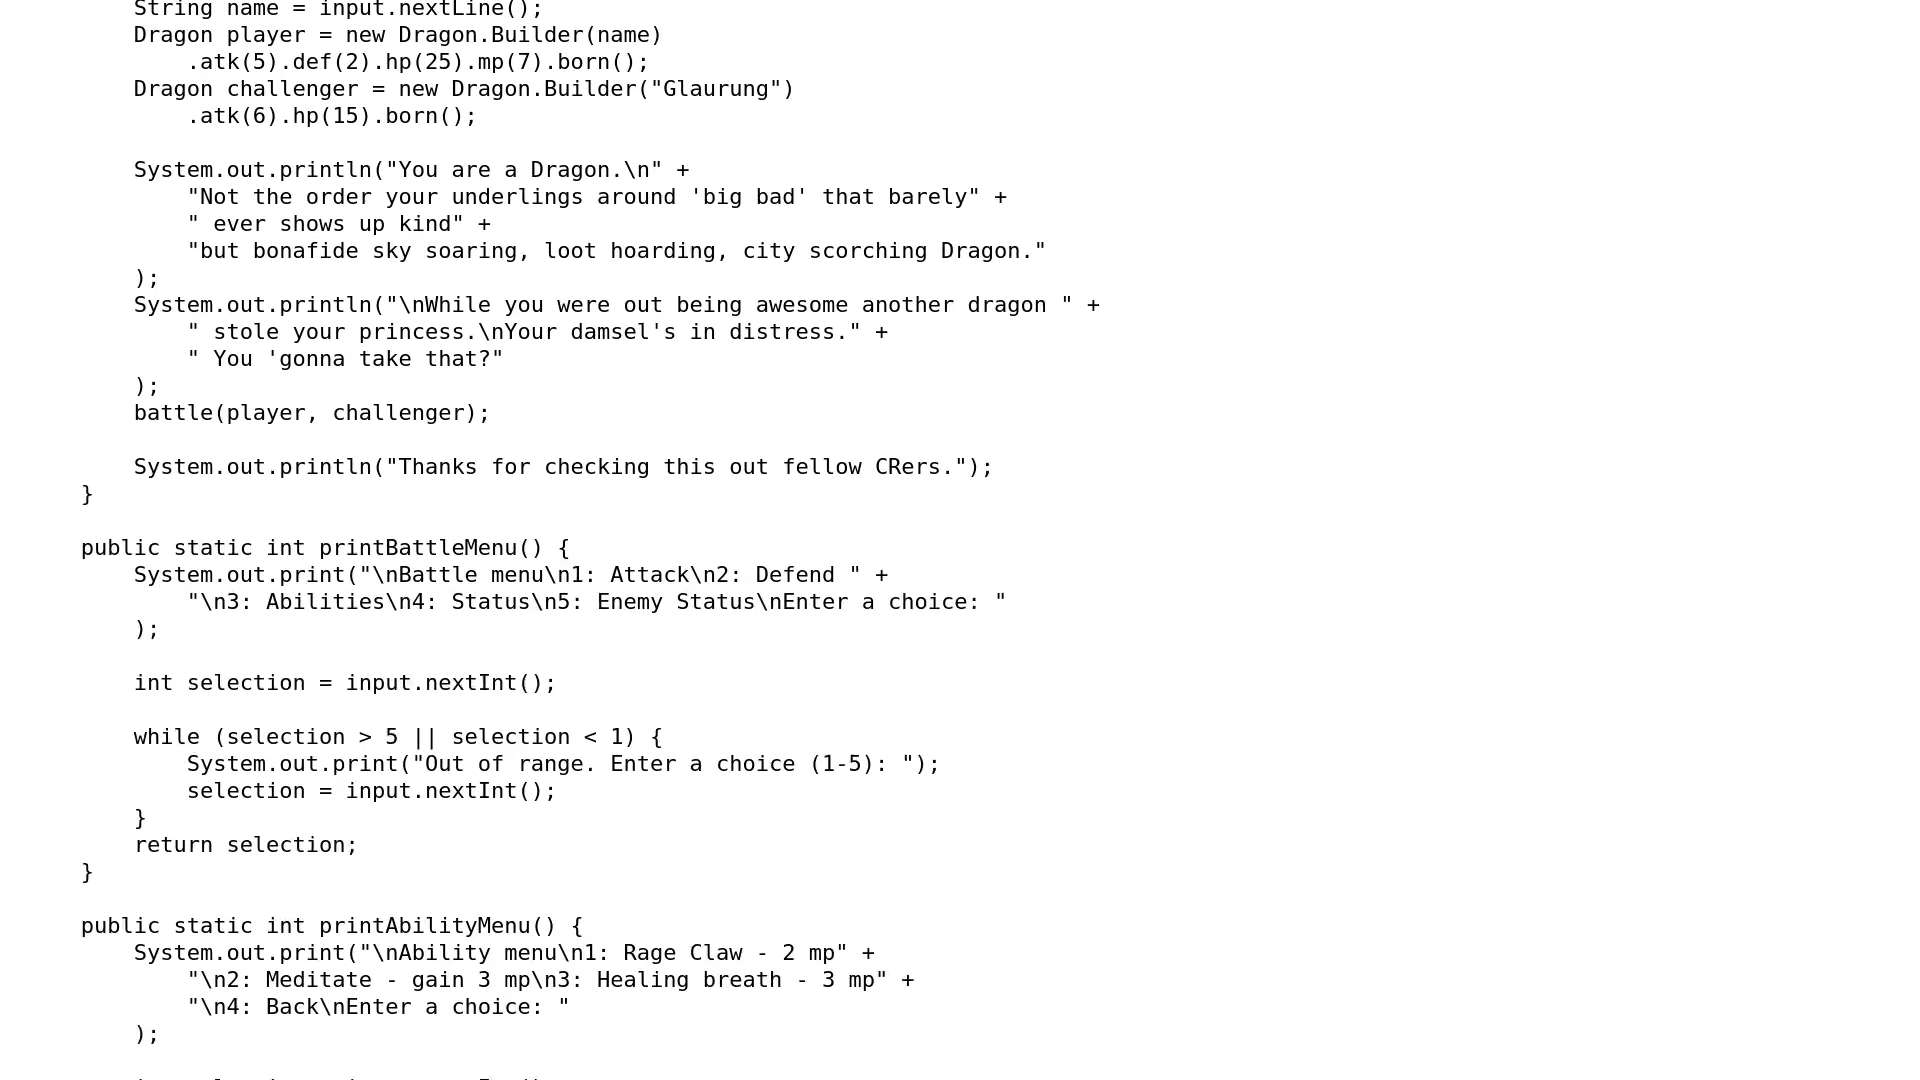 String name = input.nextLine();
Dragon player = new Dragon.Builder(name)
.atk(5).def(2).hp(25).mp(7).born();
Dragon challenger = new Dragon.Builder("Glaurung")
.atk(6).hp(15).born();
System.out.println("You are a Dragon.\n" +
"Not the order your underlings around 'big bad' that barely" +
" ever shows up kind" +
"but bonafide sky soaring, loot hoarding, city scorching Dragon."
);
System.out.println("\nWhile you were out being awesome another dragon " +
" stole your princess.\nYour damsel's in distress." +
" You 'gonna take that?"
);
battle(player, challenger);
System.out.println("Thanks for checking this out fellow CRers.");
}
public static int printBattleMenu() {
System.out.print("\nBattle menu\n1: Attack\n2: Defend " +
"\n3: Abilities\n4: Status\n5: Enemy Status\nEnter a choice: "
);
int selection = input.nextInt();
while (selection > 5 || selection < 1) {
System.out.print("Out of range. Enter a choice (1-5): ");
selection = input.nextInt();
}
return selection;
}
public static int printAbilityMenu() {
System.out.print("\nAbility menu\n1: Rage Claw - 2 mp" +
"\n2: Meditate - gain 3 mp\n3: Healing breath - 3 mp" +
"\n4: Back\nEnter a choice: "
);